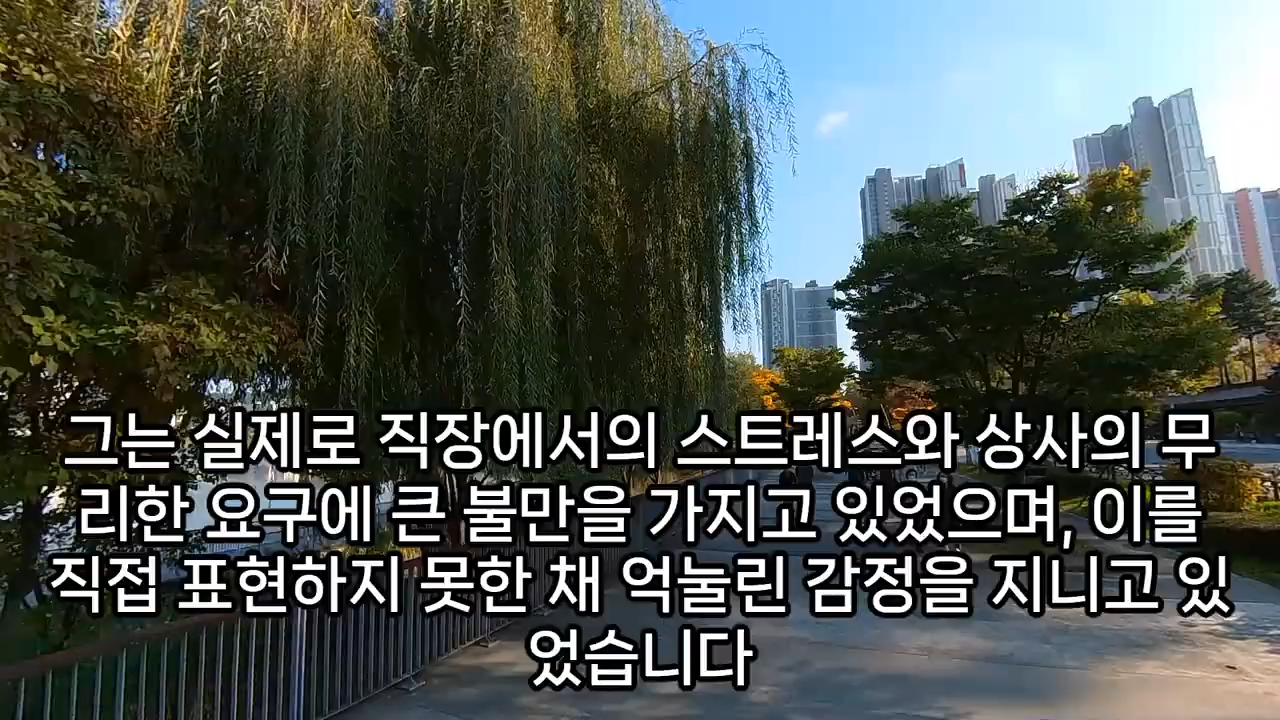 그는 실제로 직장에서의 스트레스와 상사의 무
리한 요구에 큰 불만을 가지고 있었으며, 이를
직접 표현하지 못한 채 억눌린 감정을 지니고 있
었습니다